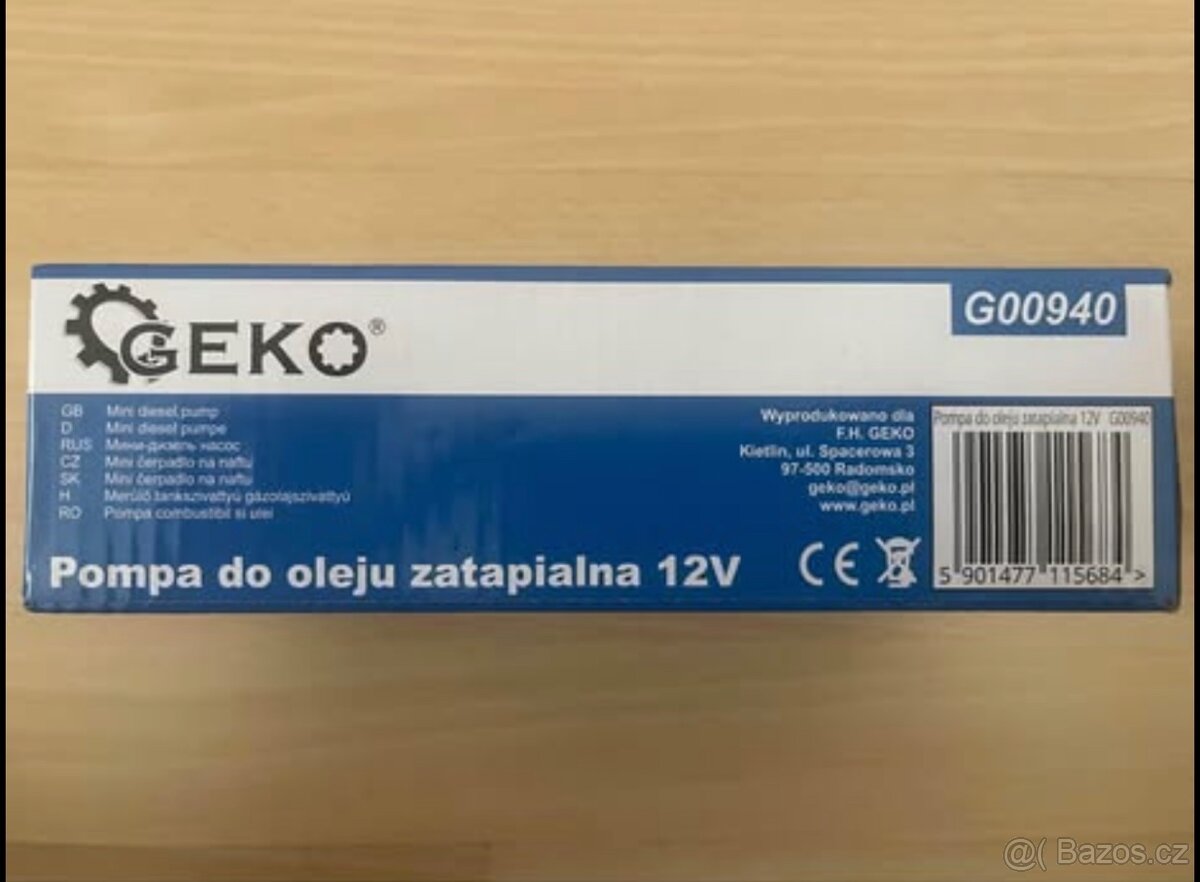 GEKO®
G00940
GB Mini diesel pump
D Mini diesel pumpe
RUS Мини-дизель насос
CZ Mini čerpadlo na naftu
SK Mini čerpadlo na naftu
H Merülő tankszivattyú gázolajszivattyú
RO Pompa combustibil si ulei
Pompa do oleju zatapialna 12V
Wyprodukowano dla
F.H. GEKO
Kietlin, ul. Spacerowa 3
97-500 Radomsko
geko@geko.pl
www.geko.pl
CE
Pompa do oleju zatapialna 12V G00940
5 901477 115684 >
@( Bazos.cz